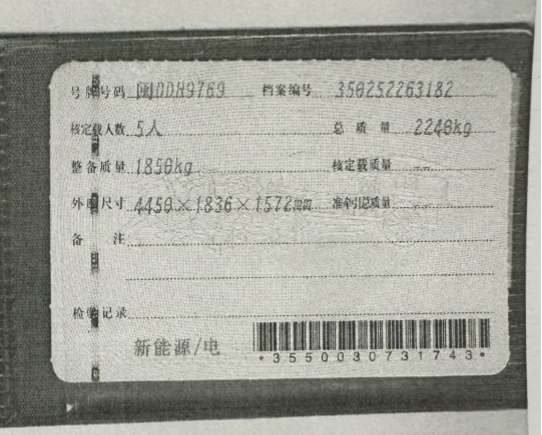 号牌号码 闽DDH9769 档案编号 350252263182
核定载人数 5人 总质量 2240kg
整备质量 1850kg 核定载质量 --
外廓尺寸 4450×1836×1572mm 准牵引总质量 --
备注
检验记录
新能源/电
*3550030731743*